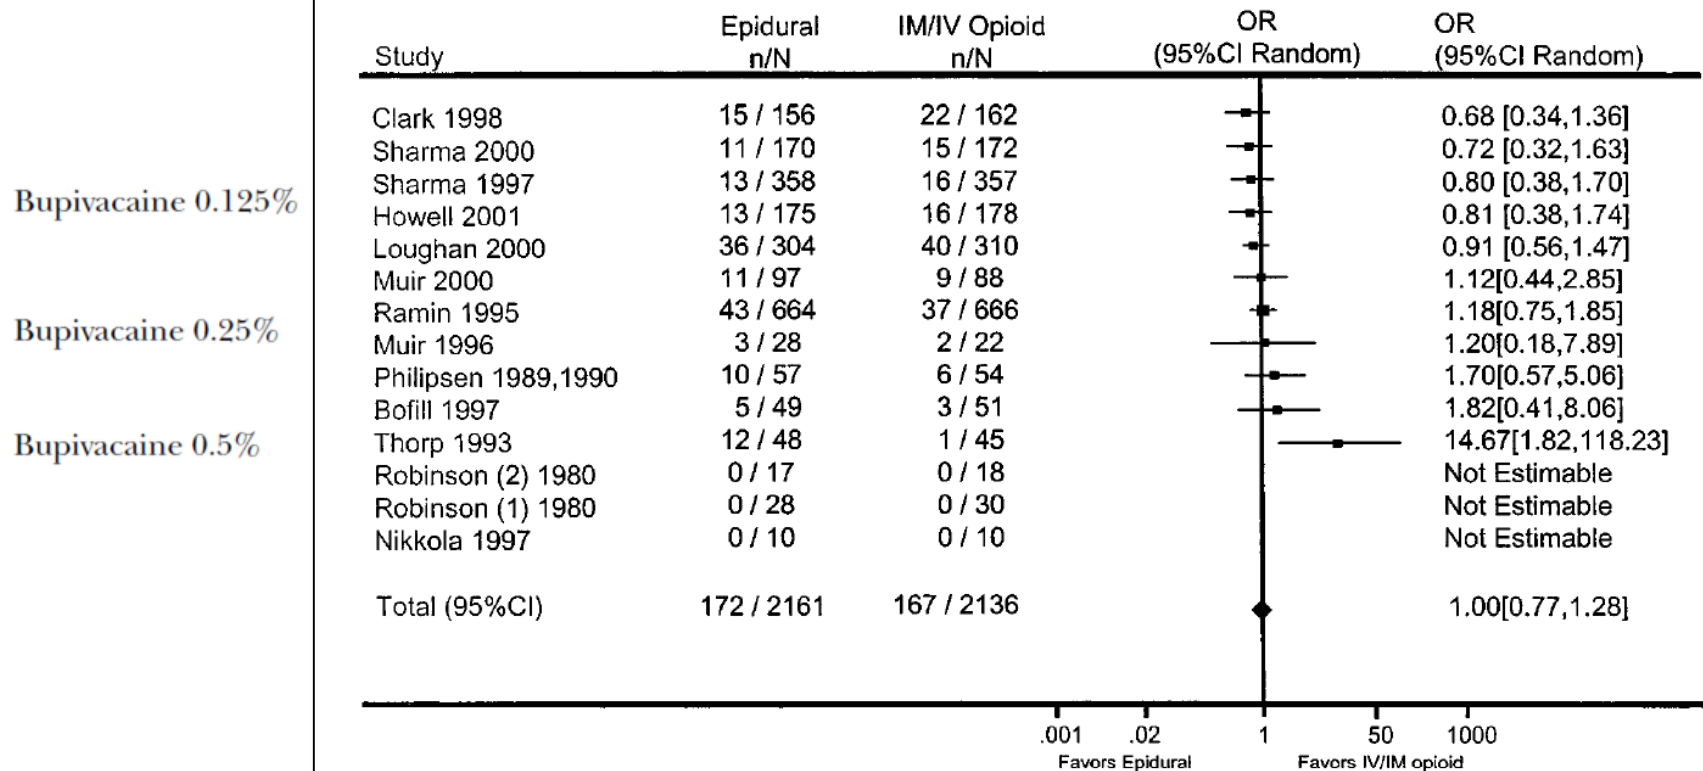 Epidural IM/IV Opioid OR OR
Study n/N n/N (95%CI Random) (95%CI Random)
Clark 1998 15 / 156 22 / 162 0.68 [0.34,1.36]
Sharma 2000 11 / 170 15 / 172 0.72 [0.32,1.63]
Sharma 1997 13 / 358 16 / 357 0.80 [0.38,1.70]
Bupivacaine 0.125%
Howell 2001 13 / 175 16 / 178 0.81 [0.38,1.74]
Loughan 2000 36 / 304 40 / 310 0.91 [0.56,1.47]
Muir 2000 11 / 97 9 / 88 1.12[0.44,2.85]
Ramin 1995 43 / 664 37 / 666 1.18[0.75,1.85]
Bupivacaine 0.25%
Muir 1996 3 / 28 2 / 22 1.20[0.18,7.89]
Philipsen 1989,1990 10 / 57 6 / 54 1.70[0.57,5.06]
Bofill 1997 5 / 49 3 / 51 1.82[0.41,8.06]
Bupivacaine 0.5%
Thorp 1993 12 / 48 1 / 45 14.67[1.82,118.23]
Robinson (2) 1980 0 / 17 0 / 18 Not Estimable
Robinson (1) 1980 0 / 28 0 / 30 Not Estimable
Nikkola 1997 0 / 10 0 / 10 Not Estimable
Total (95%CI) 172 / 2161 167 / 2136 1.00[0.77,1.28]
.001 .02 1 50 1000
Favors Epidural Favors IV/IM opioid